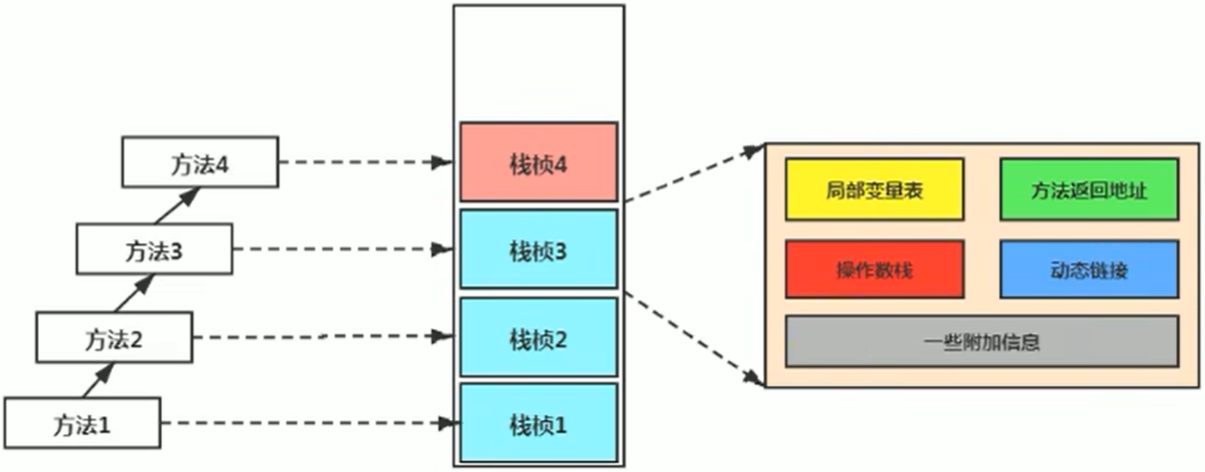 方法4
方法3
方法2
方法1
栈桢4
栈桢3
栈桢2
栈桢1
局部变量表
方法返回地址
操作数栈
动态链接
一些附加信息